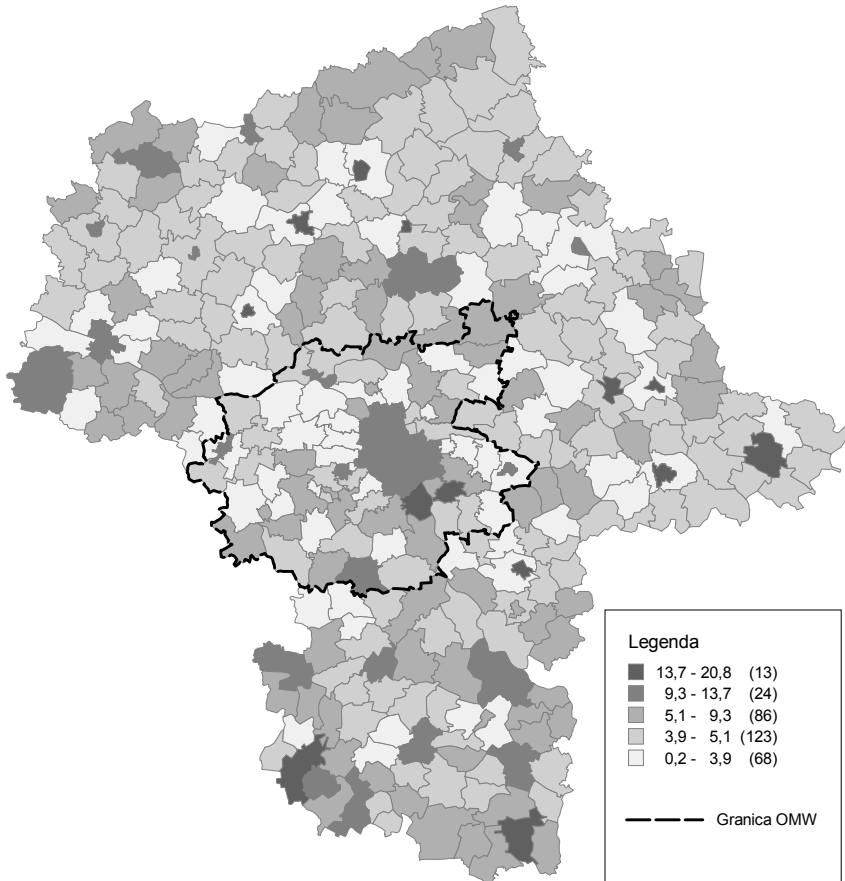 Legenda
13,7 - 20,8 (13)
9,3 - 13,7 (24)
5,1 - 9,3 (86)
3,9 - 5,1 (123)
0,2 - 3,9 (68)
Granica OMW